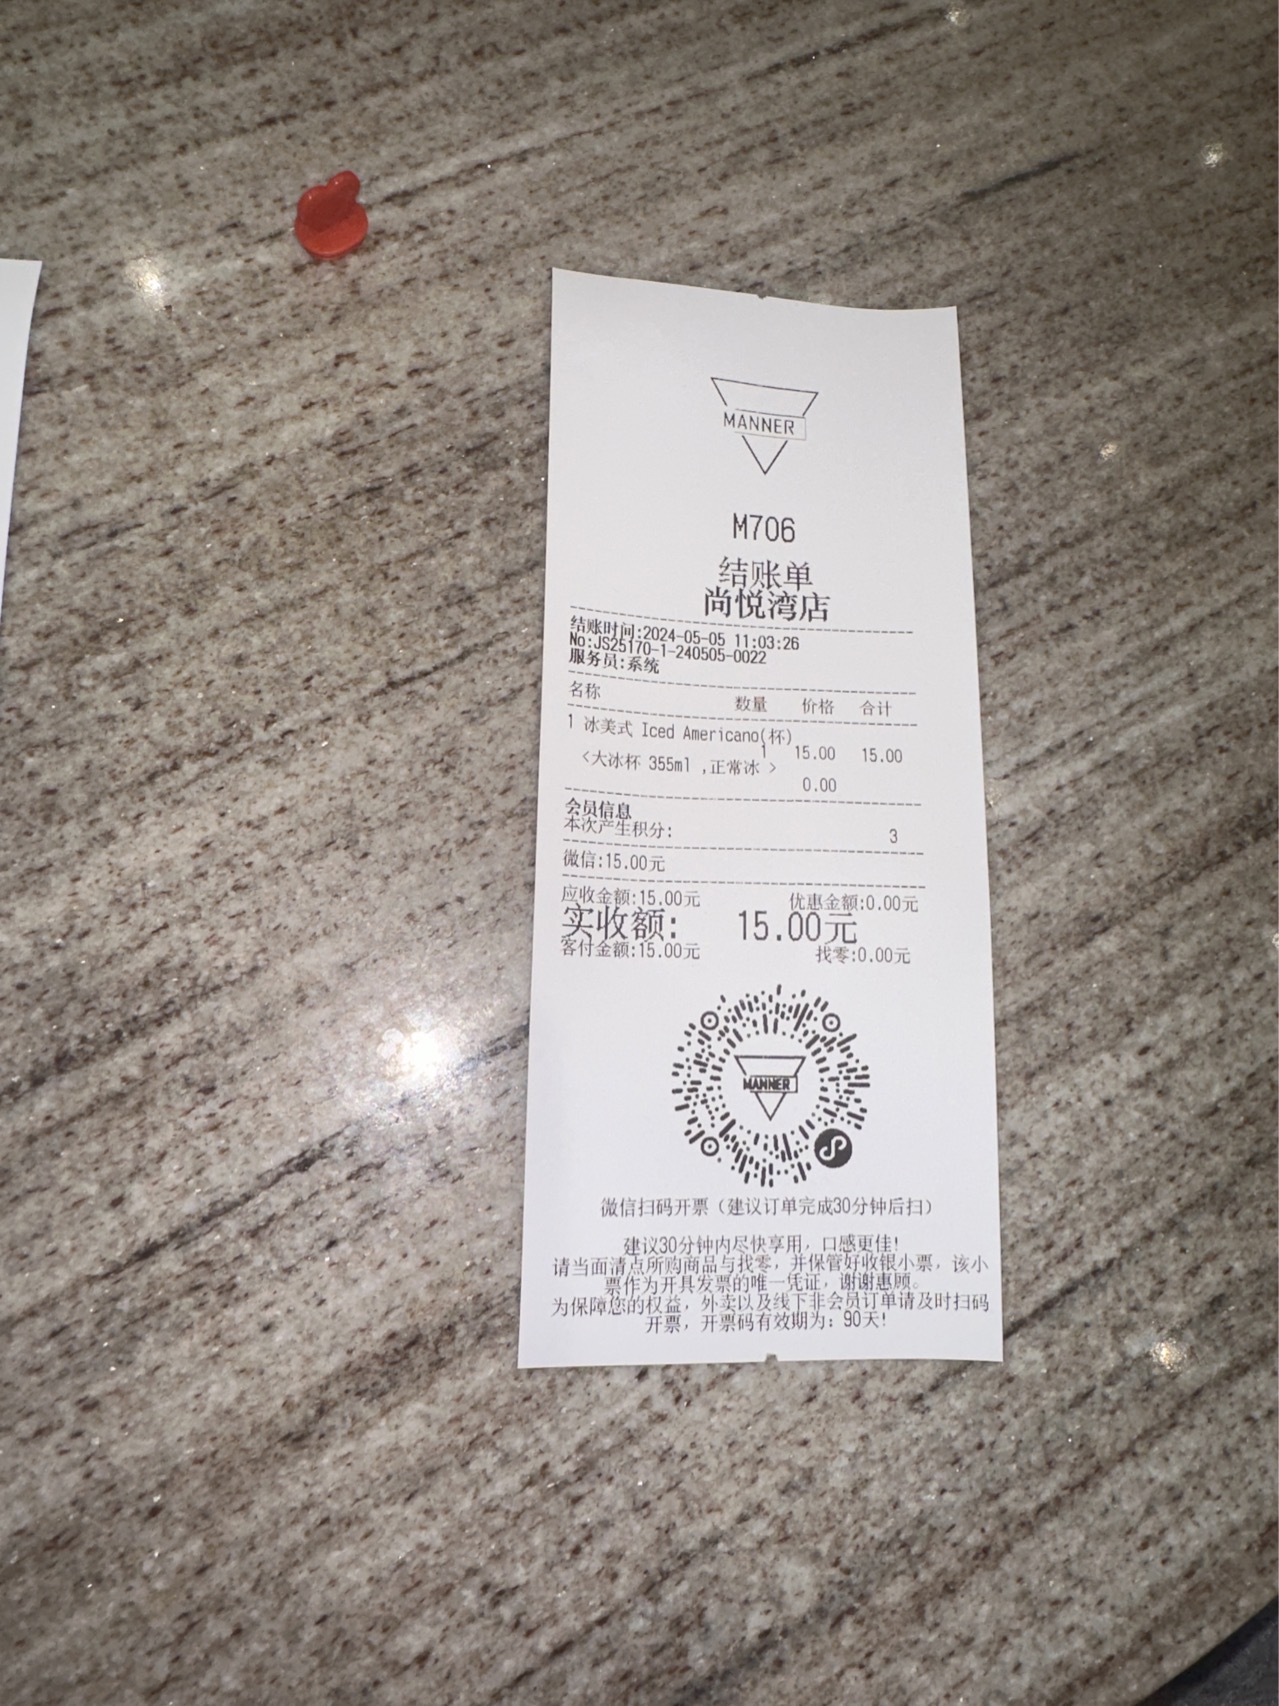 MANNER
M706
结账单
尚悦湾店
结账时间:2024-05-05 11:03:26
No:JS25170-1-240505-0022
服务员:系统
名称 数量 价格 合计
1 冰美式 Iced Americano(杯)
1 15.00 15.00
<大冰杯 355ml ,正常冰 >
0.00
会员信息
本次产生积分: 3
微信:15.00元
应收金额:15.00元 优惠金额:0.00元
实收额: 15.00元
客付金额:15.00元 找零:0.00元
MANNER
微信扫码开票（建议订单完成30分钟后扫）
建议30分钟内尽快享用，口感更佳!
请当面清点所购商品与找零，并保管好收银小票，该小
票作为开具发票的唯一凭证，谢谢惠顾。
为保障您的权益，外卖以及线下非会员订单请及时扫码
开票，开票码有效期为：90天!